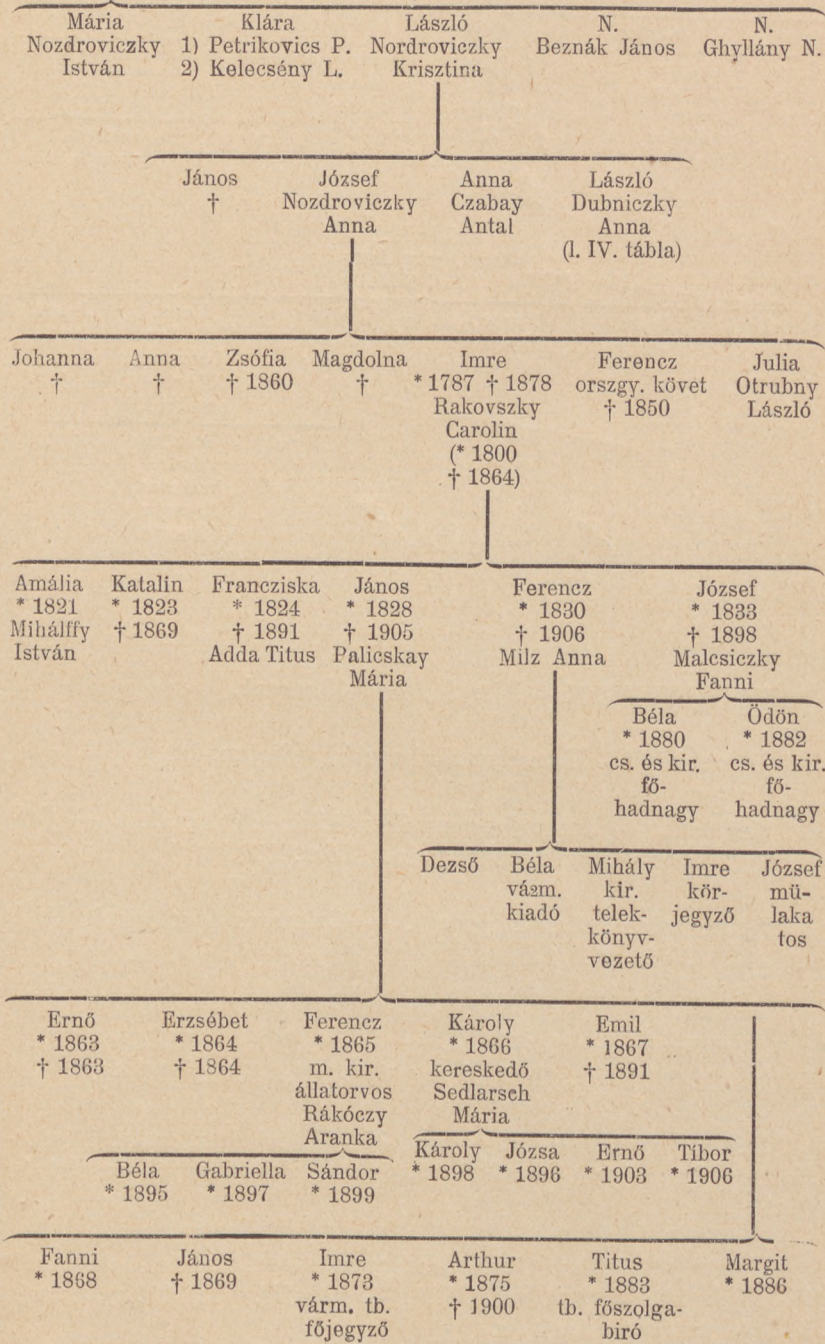 Mária
Nozdroviczky
István
Klára
1) Petrikovics P.
2) Kelecsény L.
László
Nordroviczky
Krisztina
N.
Beznák János
N.
Ghyllány N.
János
†
József
Nozdroviczky
Anna
Anna
Czabay
Antal
László
Dubniczky
Anna
(l. IV. tábla)
Johanna
†
Anna
†
Zsófia
† 1860
Magdolna
†
Imre
* 1787 † 1878
Rakovszky
Carolin
(* 1800
† 1864)
Ferencz
orszgy. követ
† 1850
Julia
Otrubny
László
Amália
* 1821
Mihálffy
István
Katalin
* 1823
† 1869
Francziska
* 1824
† 1891
Adda Titus
János
* 1828
† 1905
Palicskay
Mária
Ferencz
* 1830
† 1906
Milz Anna
József
* 1833
† 1898
Malcsiczky
Fanni
Béla
* 1880
cs. és kir.
fő-
hadnagy
Ödön
* 1882
cs. és kir.
fő-
hadnagy
Dezső
Béla
vázm.
kiadó
Mihály
kir.
telek-
könyv-
vezető
Imre
kör-
jegyző
József
mü-
laka
tos
Ernő
* 1863
† 1863
Erzsébet
* 1864
† 1864
Ferencz
* 1865
m. kir.
állatorvos
Rákóczy
Aranka
Károly
* 1866
kereskedő
Sedlarsch
Mária
Emil
* 1867
† 1891
Béla
* 1895
Gabriella
* 1897
Sándor
* 1899
Károly
* 1898
Józsa
* 1896
Ernő
* 1903
Tíbor
* 1906
Fanni
* 1868
János
† 1869
Imre
* 1873
várm. tb.
főjegyző
Arthur
* 1875
† 1900
Titus
* 1883
tb. főszolga-
biró
Margit
* 1886